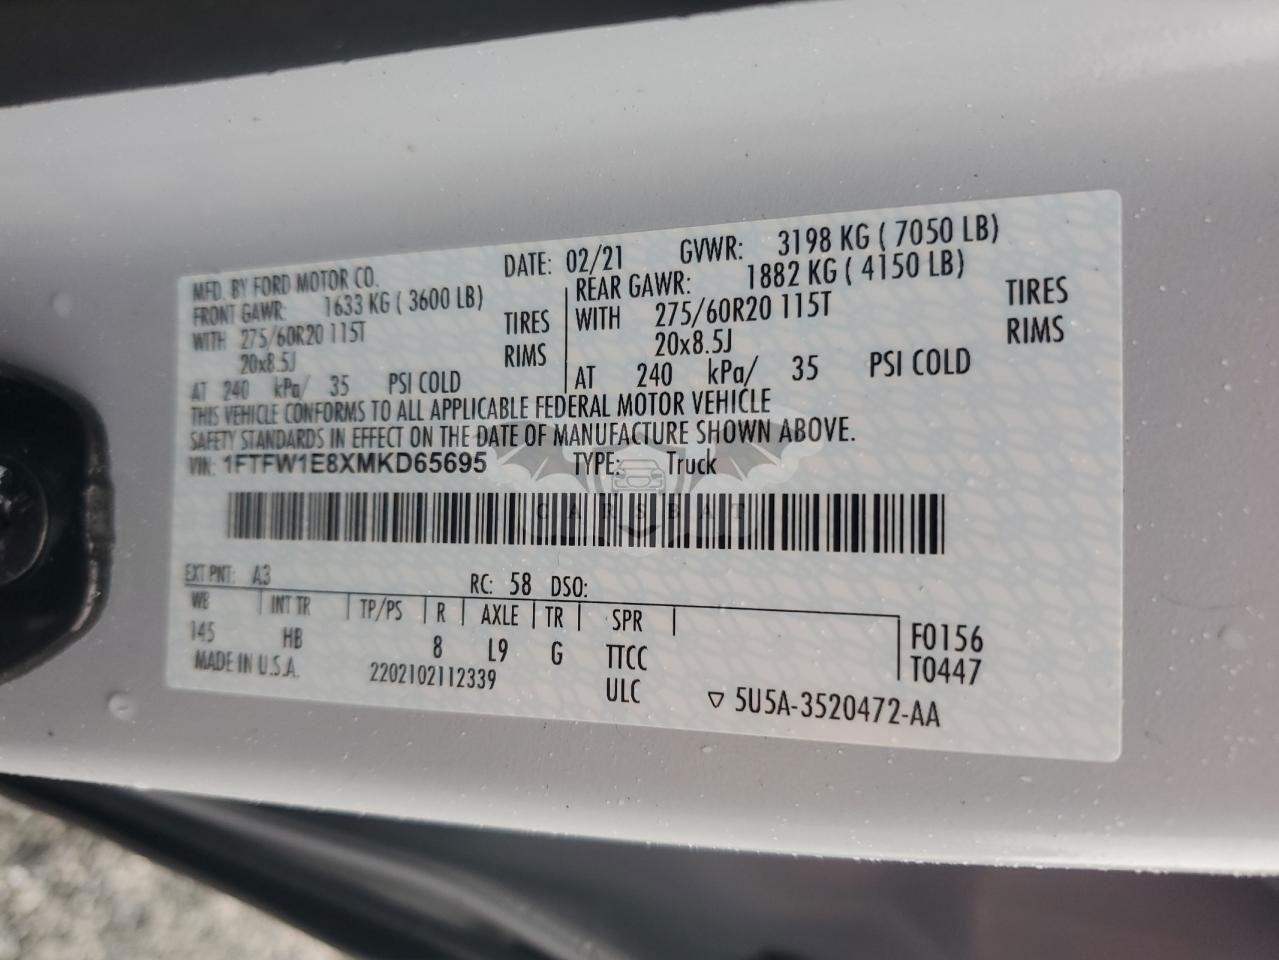 MFD. BY FORD MOTOR CO. DATE: 02/21 GVWR: 3198 KG ( 7050 LB)
FRONT GAWR: 1633 KG ( 3600 LB) REAR GAWR: 1882 KG ( 4150 LB)
WITH 275/60R20 115T TIRES WITH 275/60R20 115T TIRES
20x8.5J RIMS 20x8.5J RIMS
AT 240 kPa/ 35 PSI COLD AT 240 kPa/ 35 PSI COLD
THIS VEHICLE CONFORMS TO ALL APPLICABLE FEDERAL MOTOR VEHICLE
SAFETY STANDARDS IN EFFECT ON THE DATE OF MANUFACTURE SHOWN ABOVE.
VIN: 1FTFW1E8XMKD65695 TYPE: Truck
CARSBAT
EXT PNT: A3 RC: 58 DSO:
WB INT TR TP/PS R AXLE TR SPR F0156
145 HB 8 L9 G TTCC T0447
MADE IN U.S.A. 2202102112339 ULC ▽ 5U5A-3520472-AA